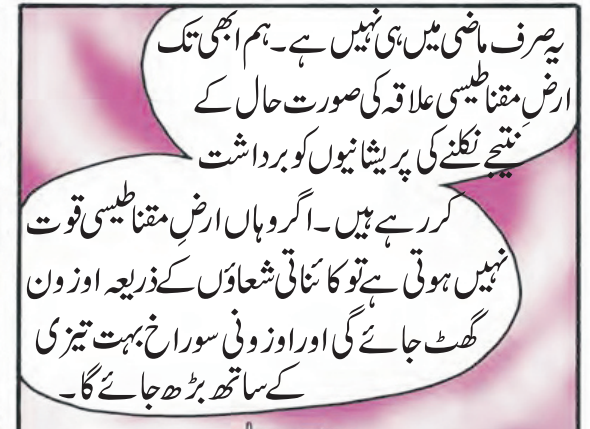 یہ صرف ماضی میں ہی نہیں ہے۔ ہم ابھی تک
ارضِ مقناطیسی علاقہ کی صورت حال کے
نتیجے نکلنے کی پریشانیوں کو برداشت
کررہے ہیں۔ اگر وہاں ارضِ مقناطیسی قوت
نہیں ہوتی ہے تو کائناتی شعاؤں کے ذریعہ اوزون
گھٹ جائے گی اور اوزونی سوراخ بہت تیزی
کے ساتھ بڑھ جائے گا۔